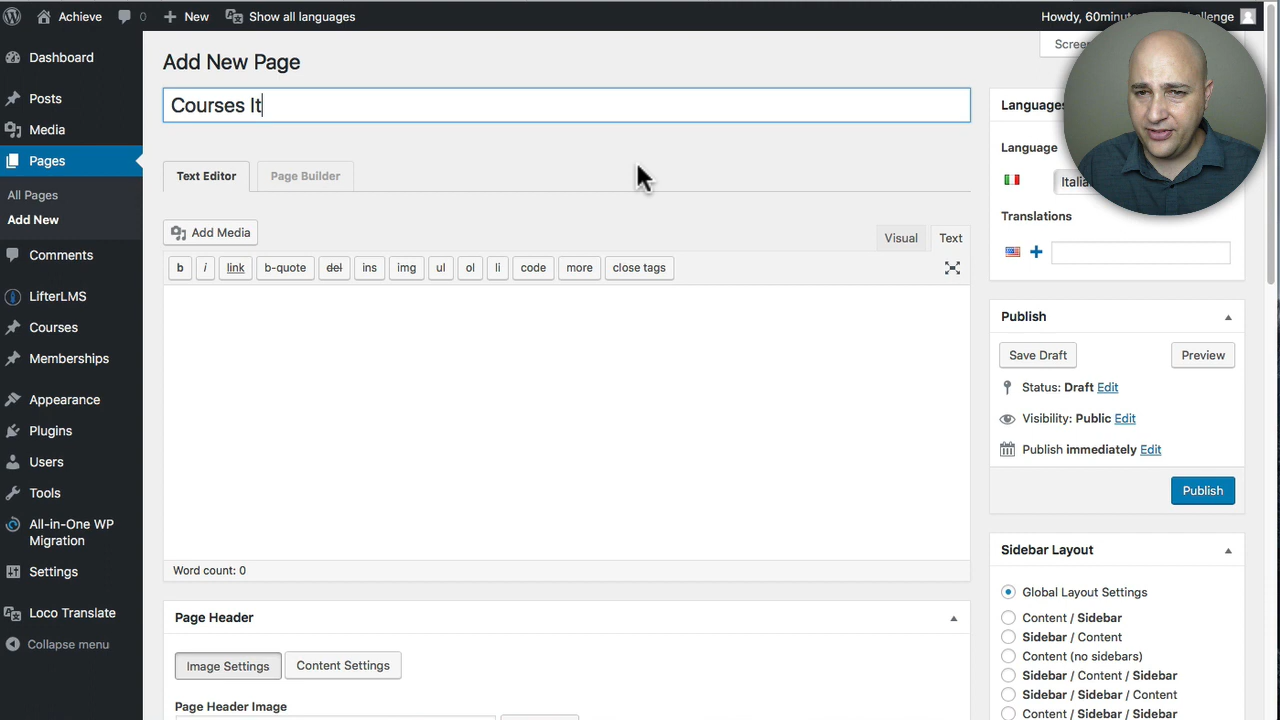 Achieve
0
New
Show all languages
Howdy, 60minut
llenge
Dashboard
Posts
Media
Pages
All Pages
Add New
Comments
LifterLMS
Courses
Memberships
Appearance
Plugins
Users
Tools
All-in-One WP
Migration
Settings
Loco Translate
Collapse menu
Add New Page
Courses It
Text Editor
Page Builder
Add Media
Visual
Text
b
i
link
b-quote
del
ins
img
ul
ol
li
code
more
close tags
Word count: 0
Page Header
Image Settings
Content Settings
Page Header Image
Languages
Language
Translations
Publish
Save Draft
Preview
Status: Draft Edit
Visibility: Public Edit
Publish immediately Edit
Publish
Sidebar Layout
Global Layout Settings
Content / Sidebar
Sidebar / Content
Content (no sidebars)
Sidebar / Content / Sidebar
Sidebar / Sidebar / Content
Content / Sidebar / Sidebar